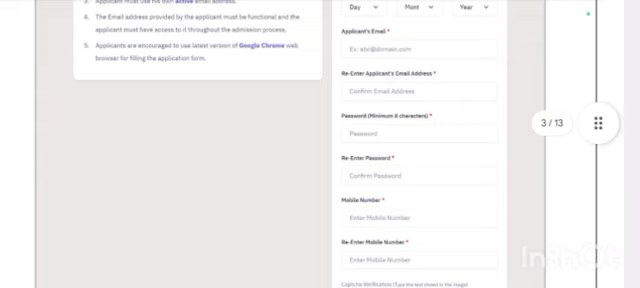 3. Applicant must use his own Active email address.
4. The Email address provided by the applicant must be functional and the
applicant must have access to it throughout the admission process.
5. Applicants are encouraged to use latest version of Google Chrome web
browser for filling the application form.
Day Mont Year
Applicant's Email *
Ex: abc@domain.com
Re-Enter Applicant's Email Address *
Confirm Email Address
Password (Minimum 8 characters) *
Password
Re-Enter Password *
Confirm Password
Mobile Number *
Enter Mobile Number
Re-Enter Mobile Number *
Enter Mobile Number
Captcha Verification (Type the text shown in the image)
3 / 13
InShOt